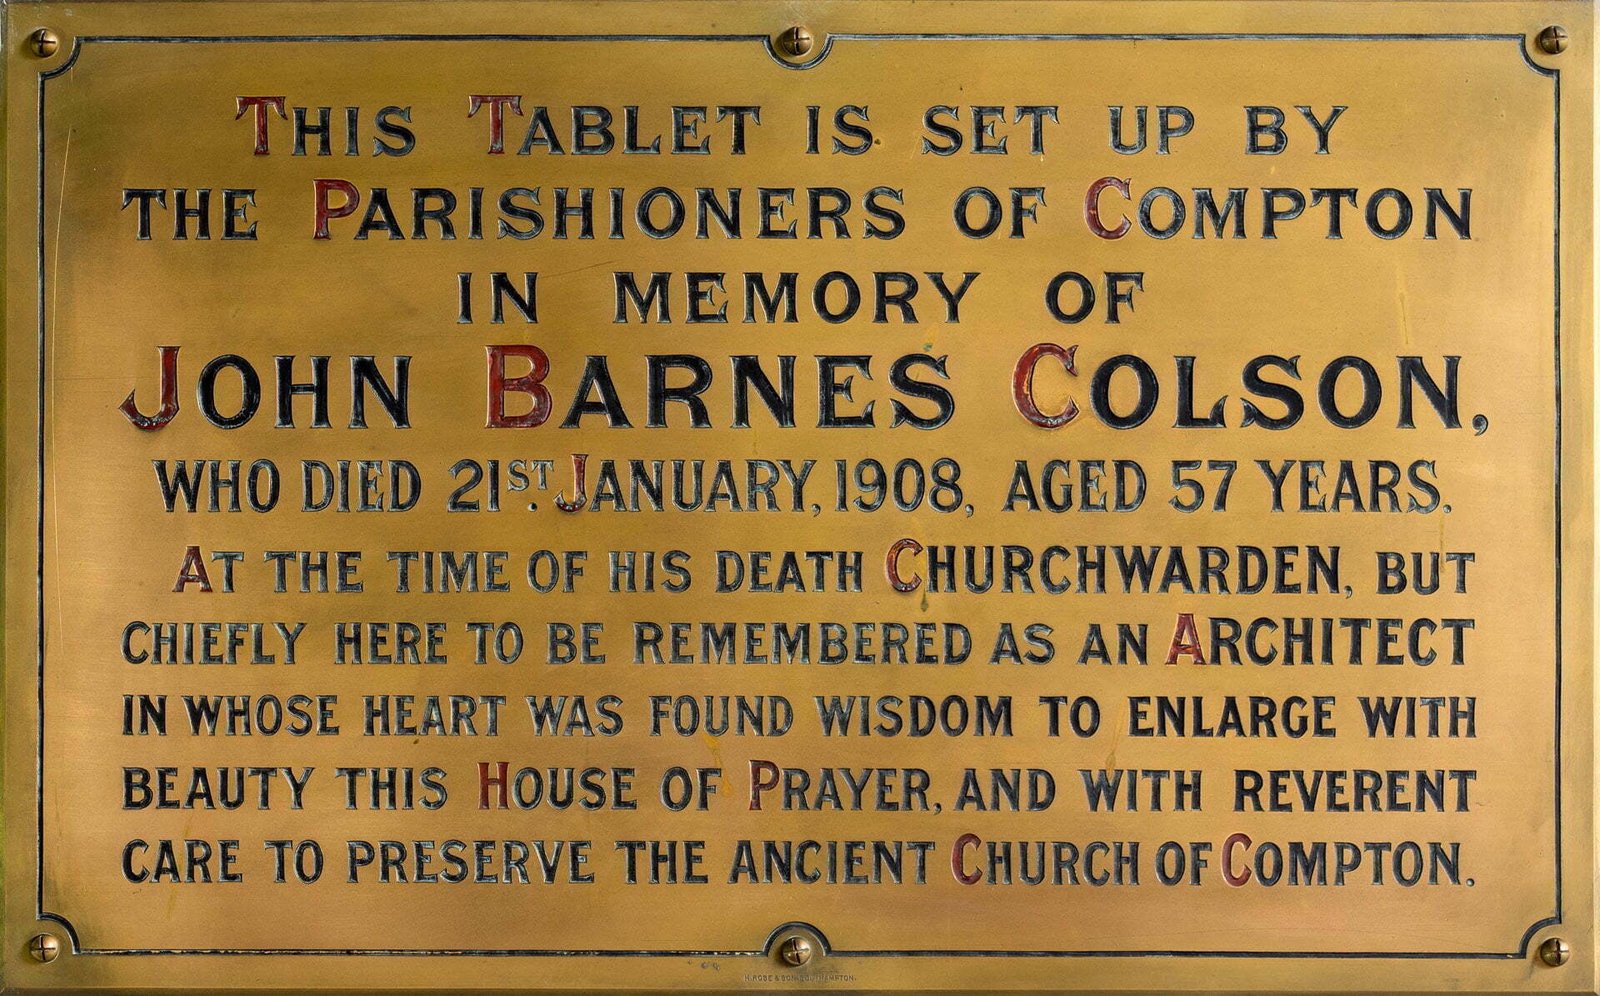 THIS TABLET IS SET UP BY
THE PARISHIONERS OF COMPTON
IN MEMORY OF
JOHN BARNES COLSON,
WHO DIED 21ST. JANUARY, 1908, AGED 57 YEARS.
AT THE TIME OF HIS DEATH CHURCHWARDEN, BUT
CHIEFLY HERE TO BE REMEMBERED AS AN ARCHITECT
IN WHOSE HEART WAS FOUND WISDOM TO ENLARGE WITH
BEAUTY THIS HOUSE OF PRAYER, AND WITH REVERENT
CARE TO PRESERVE THE ANCIENT CHURCH OF COMPTON.
& SON SOUTHAMPTON.